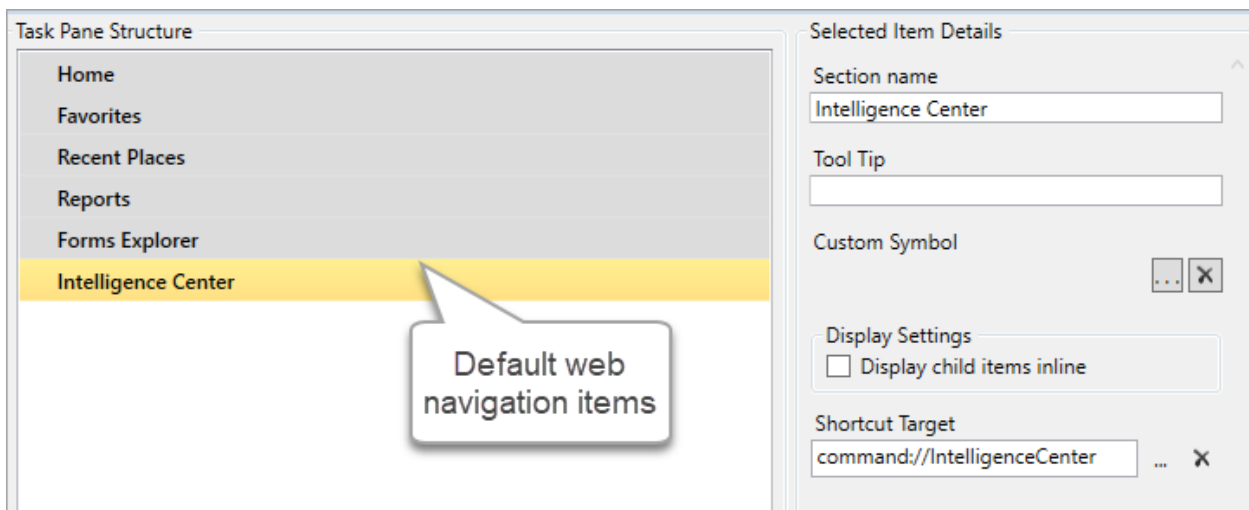 Task Pane Structure
Home
Favorites
Recent Places
Reports
Forms Explorer
Intelligence Center
Default web
navigation items
Selected Item Details
Section name
Intelligence Center
Tool Tip
Custom Symbol
...
Display Settings
Display child items inline
Shortcut Target
command://IntelligenceCenter
...